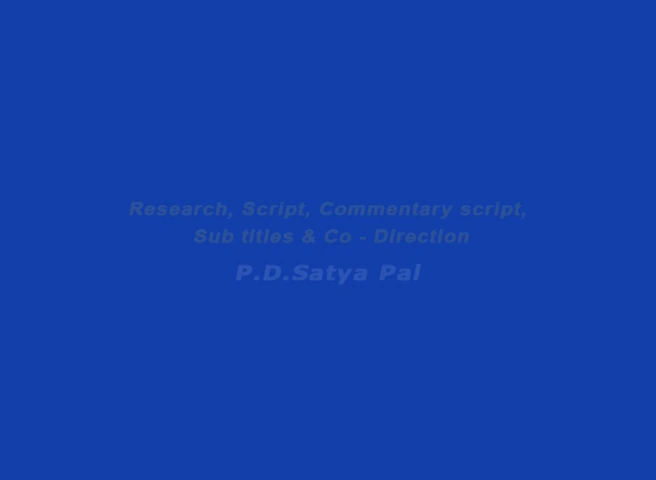 Research, Script, Commentary script,
Sub titles & Co - Direction
P.D.Satya Pal